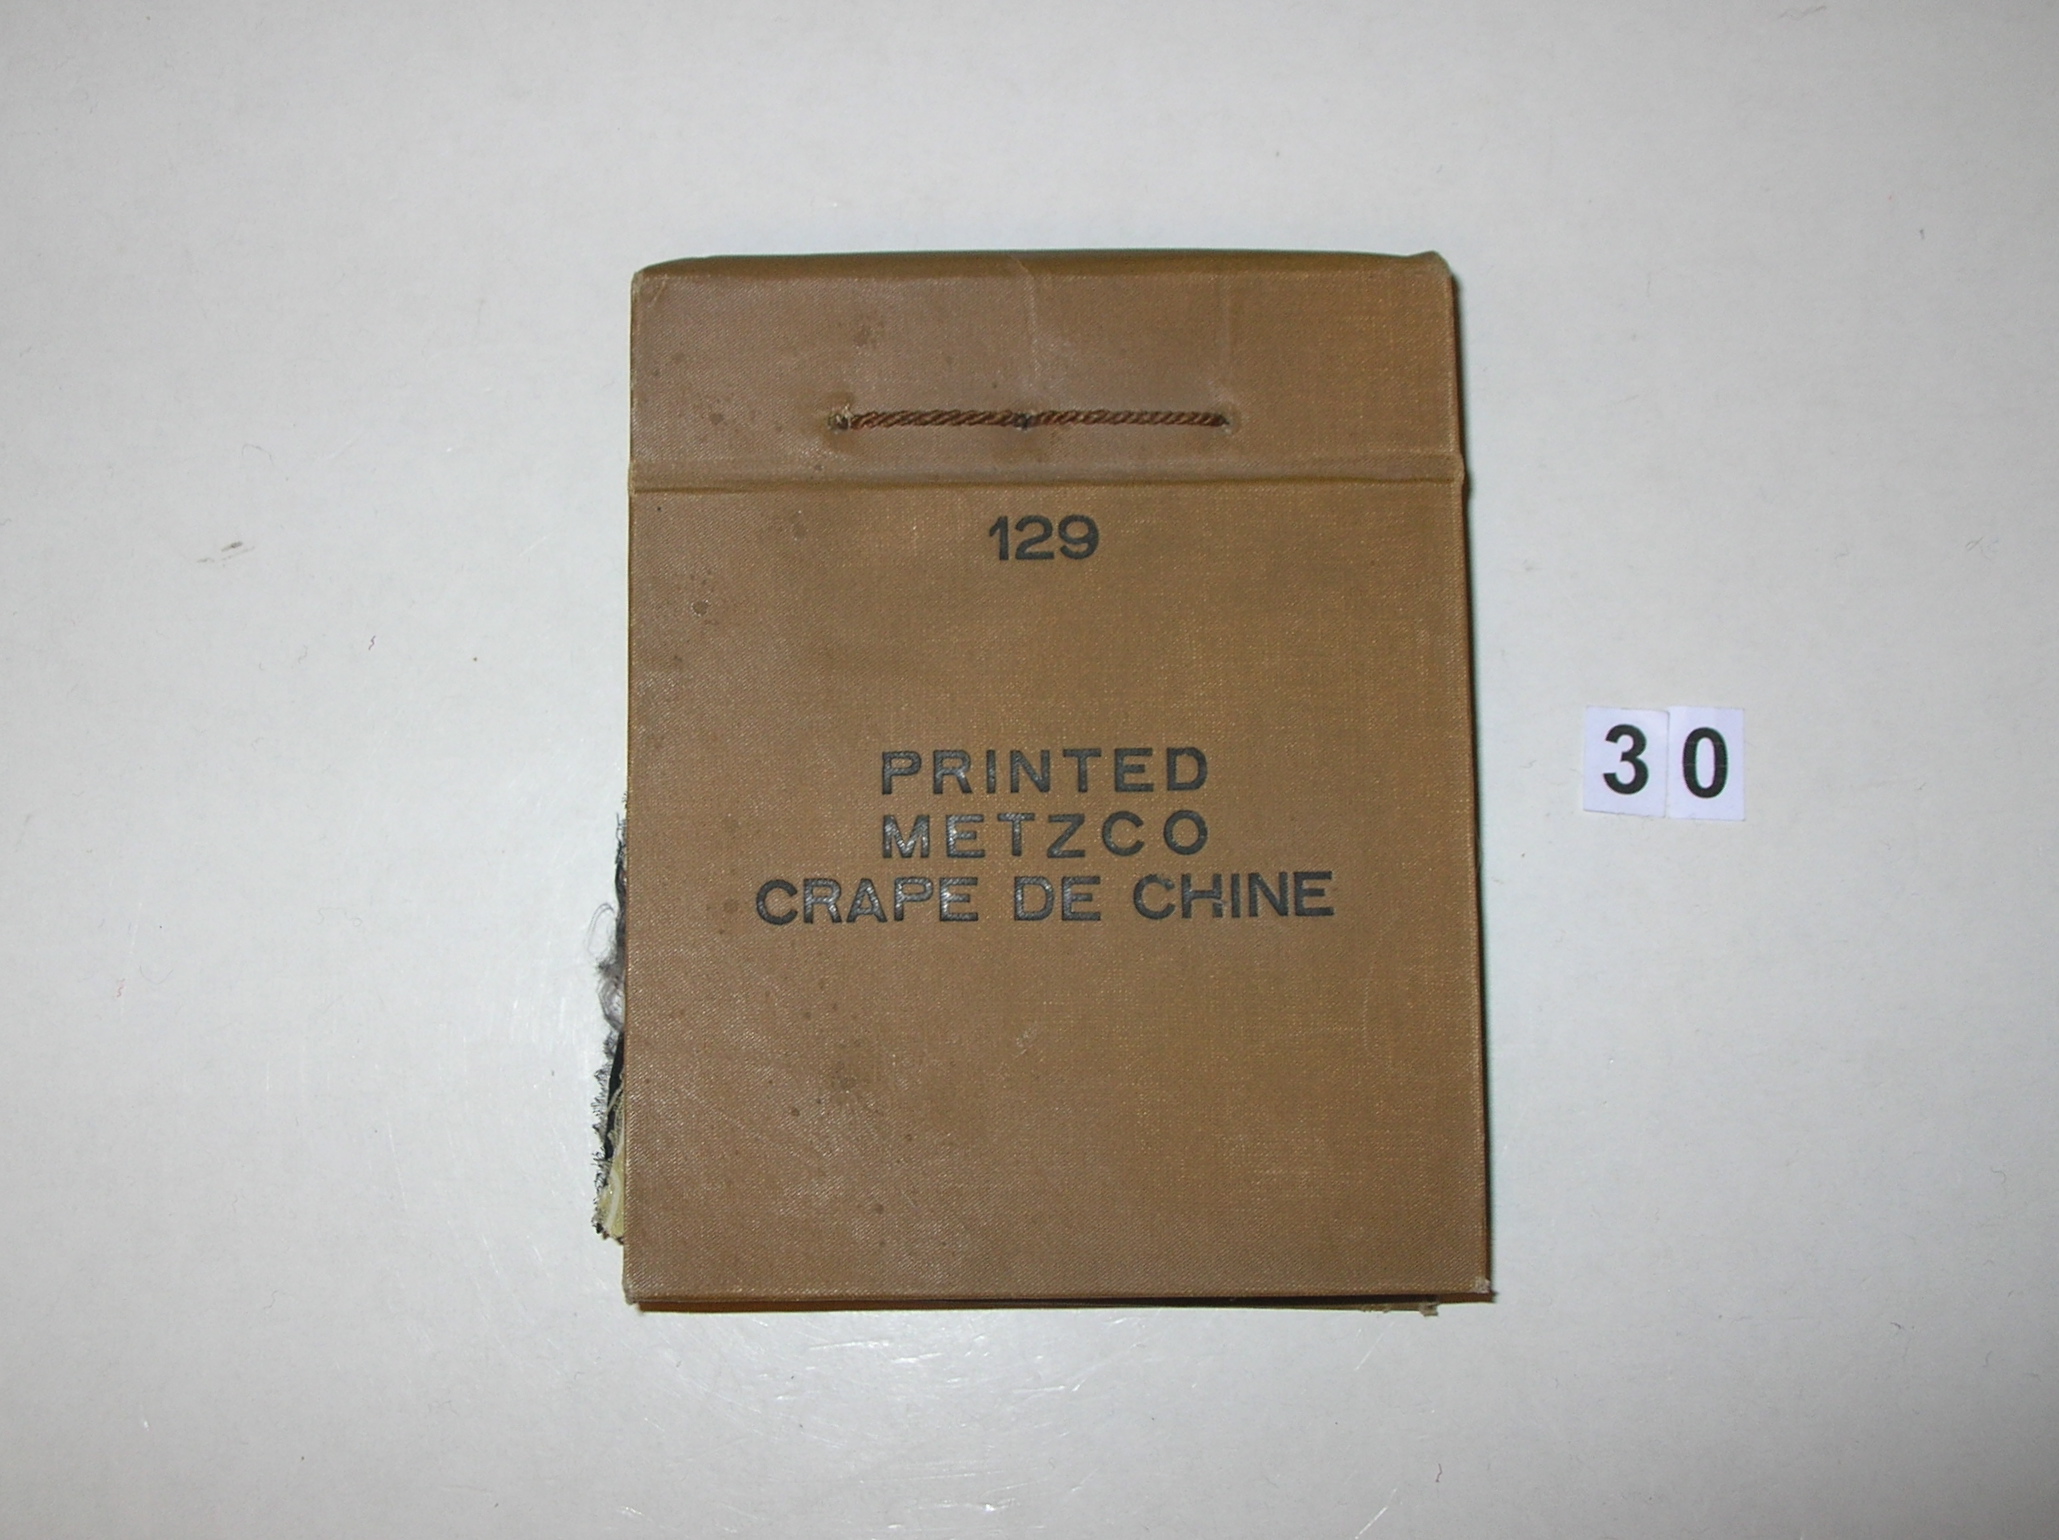 129
PRINTED
METZCO
CRAPE DE CHINE
30